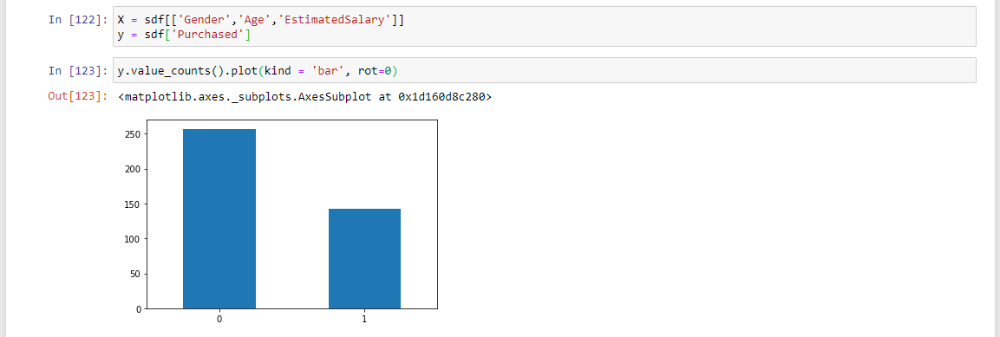 In [122]: X = sdf[['Gender','Age','EstimatedSalary']]
y = sdf['Purchased']
In [123]: y.value_counts().plot(kind = 'bar', rot=0)
Out[123]: <matplotlib.axes._subplots.AxesSubplot at 0x1d160d8c280>
250
200
150
100
50
0
0 1